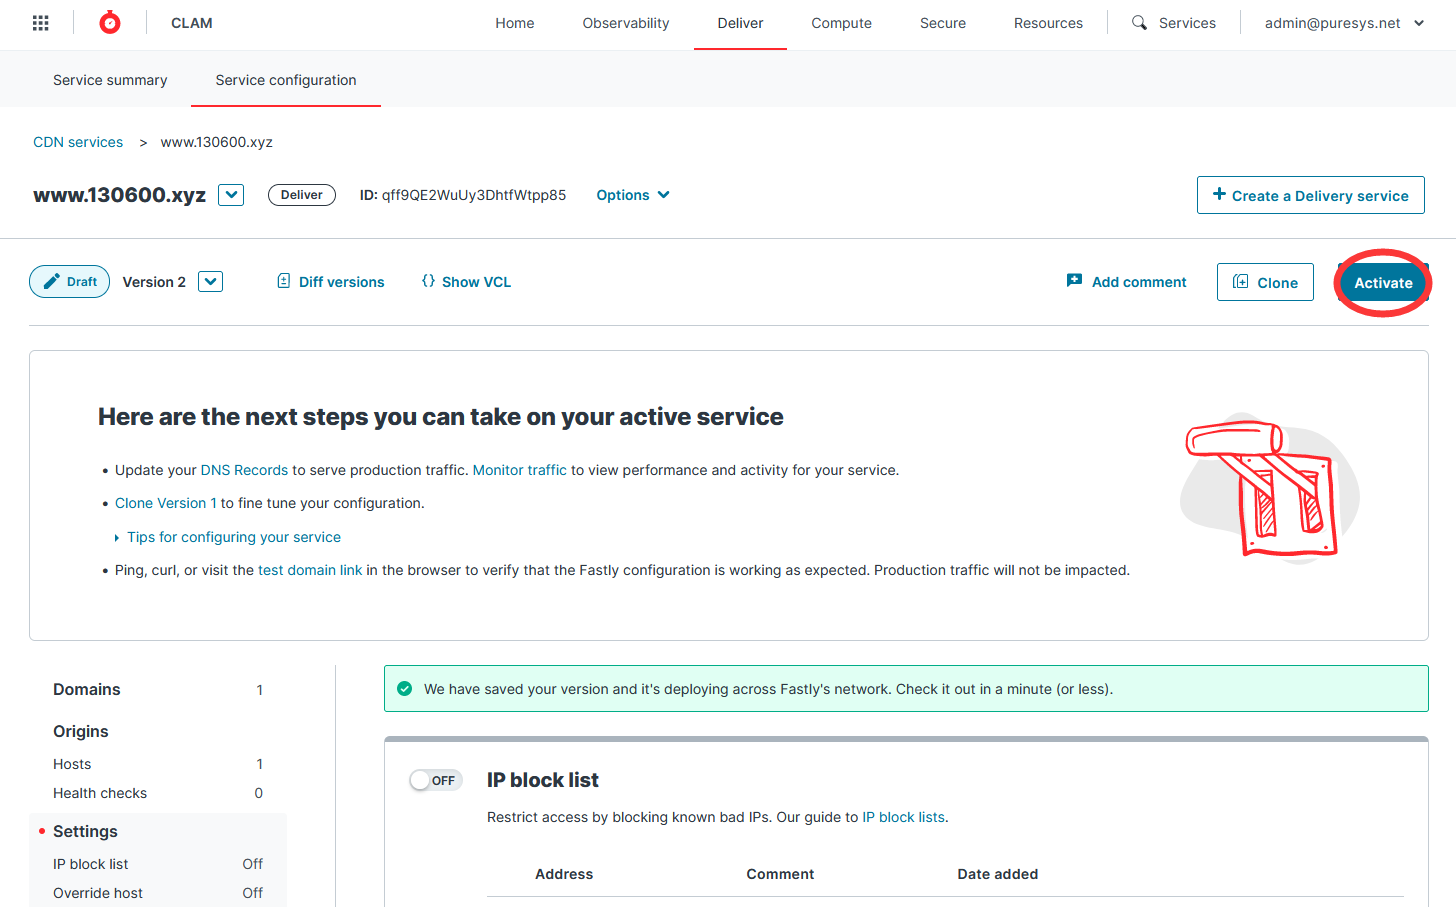 CLAM Home Observability Deliver Compute Secure Resources Services admin@puresys.net
Service summary Service configuration
CDN services > www.130600.xyz
www.130600.xyz Deliver ID: qff9QE2WuUy3DhtfWtpp85 Options + Create a Delivery service
Draft Version 2 Diff versions {} Show VCL Add comment Clone Activate
Here are the next steps you can take on your active service
• Update your DNS Records to serve production traffic. Monitor traffic to view performance and activity for your service.
• Clone Version 1 to fine tune your configuration.
Tips for configuring your service
• Ping, curl, or visit the test domain link in the browser to verify that the Fastly configuration is working as expected. Production traffic will not be impacted.
Domains 1
Origins
Hosts 1
Health checks 0
• Settings
IP block list Off
Override host Off
We have saved your version and it's deploying across Fastly's network. Check it out in a minute (or less).
OFF IP block list
Restrict access by blocking known bad IPs. Our guide to IP block lists.
Address Comment Date added